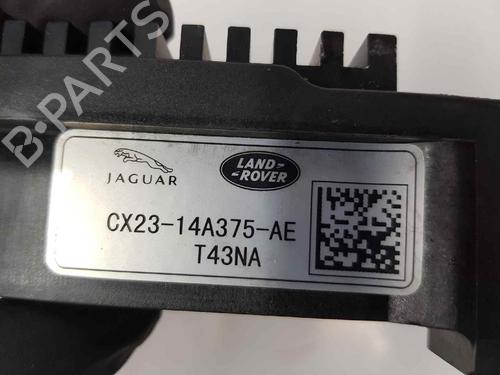 B-PARTS
JAGUAR
LAND-
ROVER
CX23-14A375-AE
T43NA